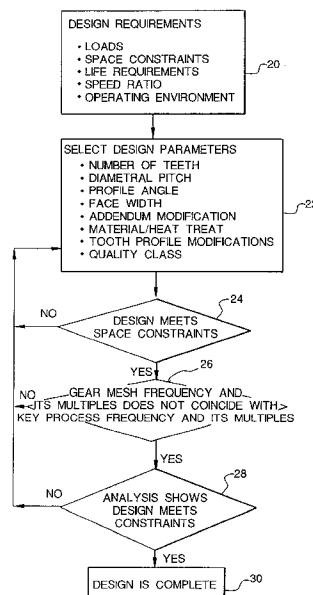 DESIGN REQUIREMENTS
• LOADS
• SPACE CONSTRAINTS
• LIFE REQUIREMENTS
• SPEED RATIO
• OPERATING ENVIRONMENT
20
SELECT DESIGN PARAMETERS
• NUMBER OF TEETH
• DIAMETRAL PITCH
• PROFILE ANGLE
• FACE WIDTH
• ADDENDUM MODIFICATION
• MATERIAL/HEAT TREAT
• TOOTH PROFILE MODIFICATIONS
• QUALITY CLASS
24
NO
DESIGN MEETS
SPACE CONSTRAINTS
YES
26
NO
GEAR MESH FREQUENCY AND
ITS MULTIPLES DOES NOT COINCIDE WITH
KEY PROCESS FREQUENCY AND ITS MULTIPLES
YES
28
NO
ANALYSIS SHOWS
DESIGN MEETS
CONSTRAINTS
YES
30
DESIGN IS COMPLETE